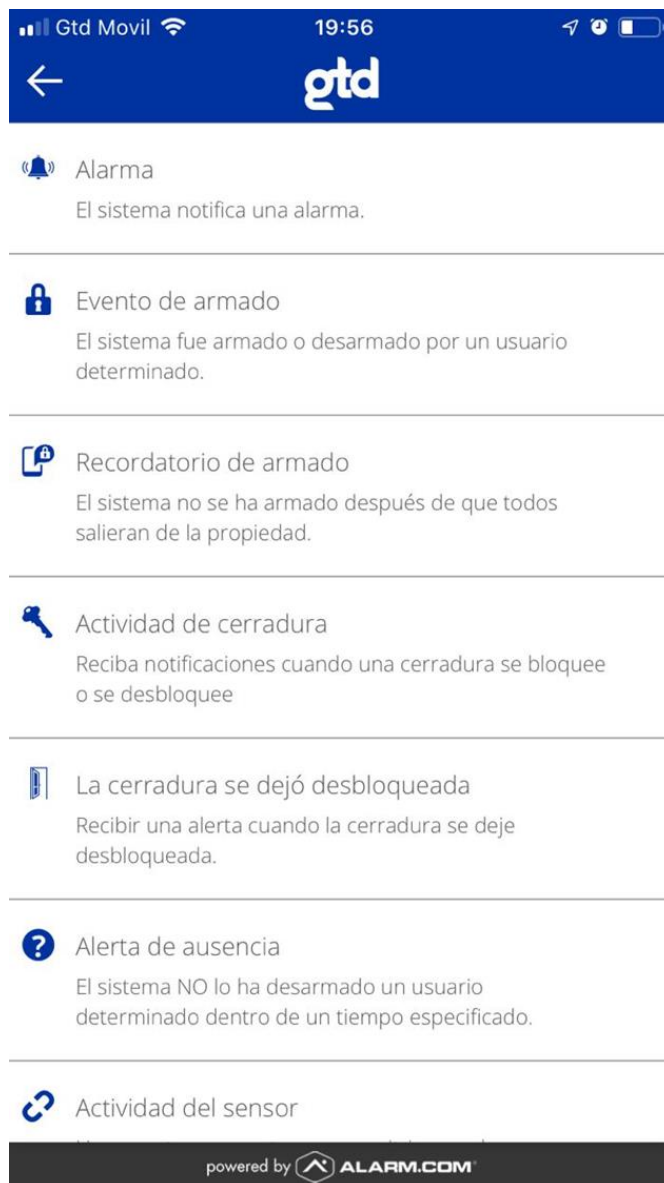 Gtd Movil
19:56
gtd
Alarma
El sistema notifica una alarma.
Evento de armado
El sistema fue armado o desarmado por un usuario
determinado.
Recordatorio de armado
El sistema no se ha armado después de que todos
salieran de la propiedad.
Actividad de cerradura
Reciba notificaciones cuando una cerradura se bloquee
o se desbloquee
La cerradura se dejó desbloqueada
Recibir una alerta cuando la cerradura se deje
desbloqueada.
Alerta de ausencia
El sistema NO lo ha desarmado un usuario
determinado dentro de un tiempo especificado.
Actividad del sensor
powered by ALARM.COM